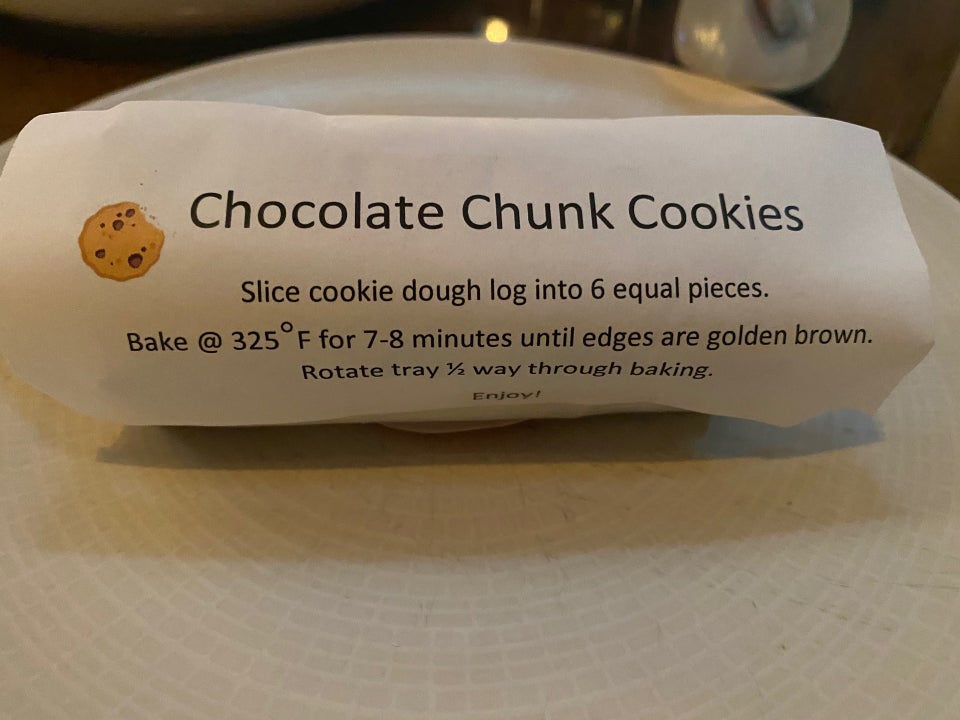 Chocolate Chunk Cookies
Slice cookie dough log into 6 equal pieces.
Bake @ 325°F for 7-8 minutes until edges are golden brown.
Rotate tray ½ way through baking.
Enjoy!